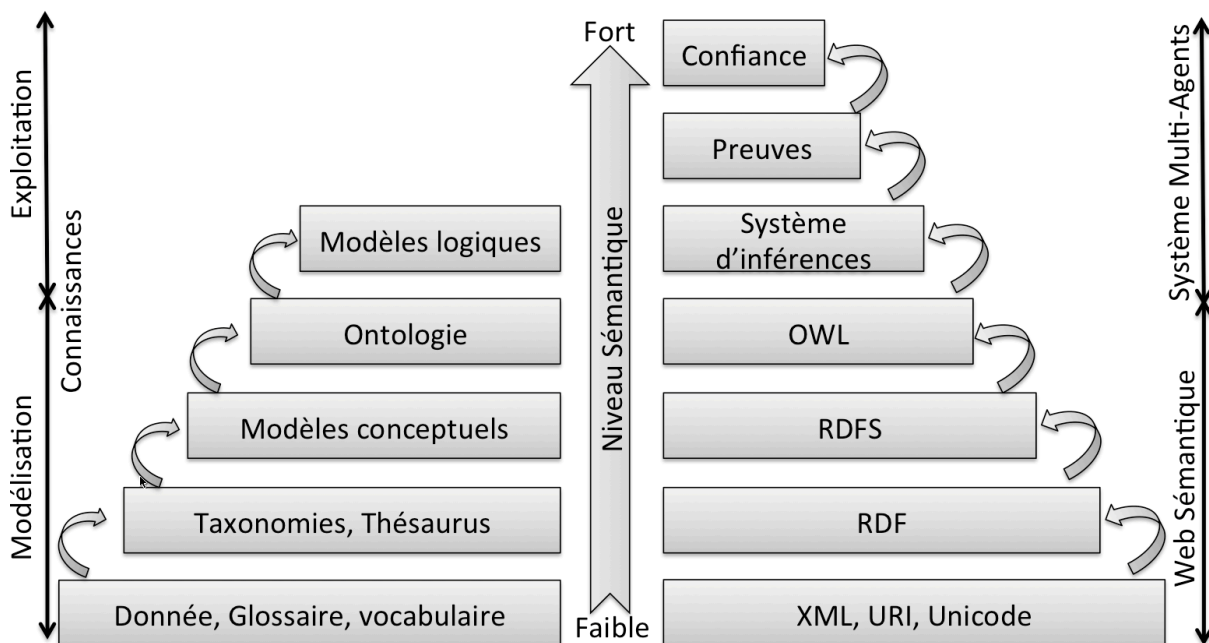 Fort
Confiance
Preuves
Modèles logiques
Système
d'inférences
Ontologie
OWL
Modèles conceptuels
RDFS
Taxonomies, Thésaurus
RDF
Donnée, Glossaire, vocabulaire
Faible
XML, URI, Unicode
Exploitation
Modélisation
Connaissances
Niveau Sémantique
Système Multi-Agents
Web Sémantique